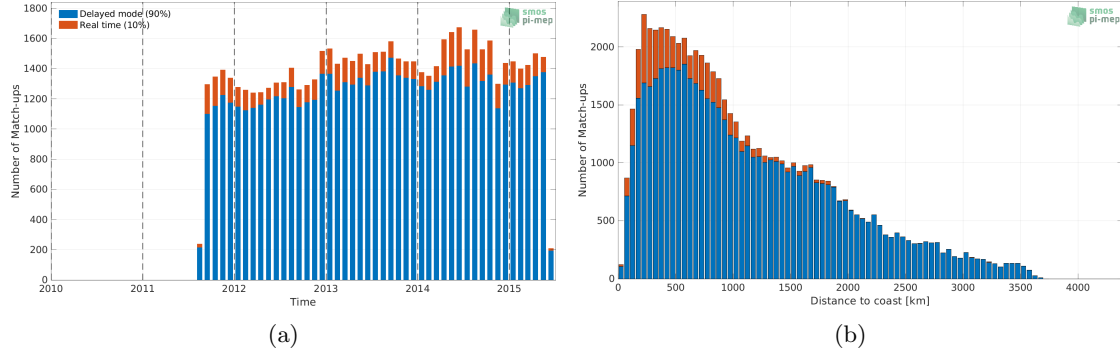 1800
1600
1400
1200
1000
800
600
400
200
0
Number of Match-ups
Delayed mode (90%)
Real time (10%)
smos
pi-mep
2010 2011 2012 2013 2014 2015
Time
(a)
2000
1500
1000
500
0
Number of Match-ups
smos
pi-mep
0 500 1000 1500 2000 2500 3000 3500 4000
Distance to coast [km]
(b)